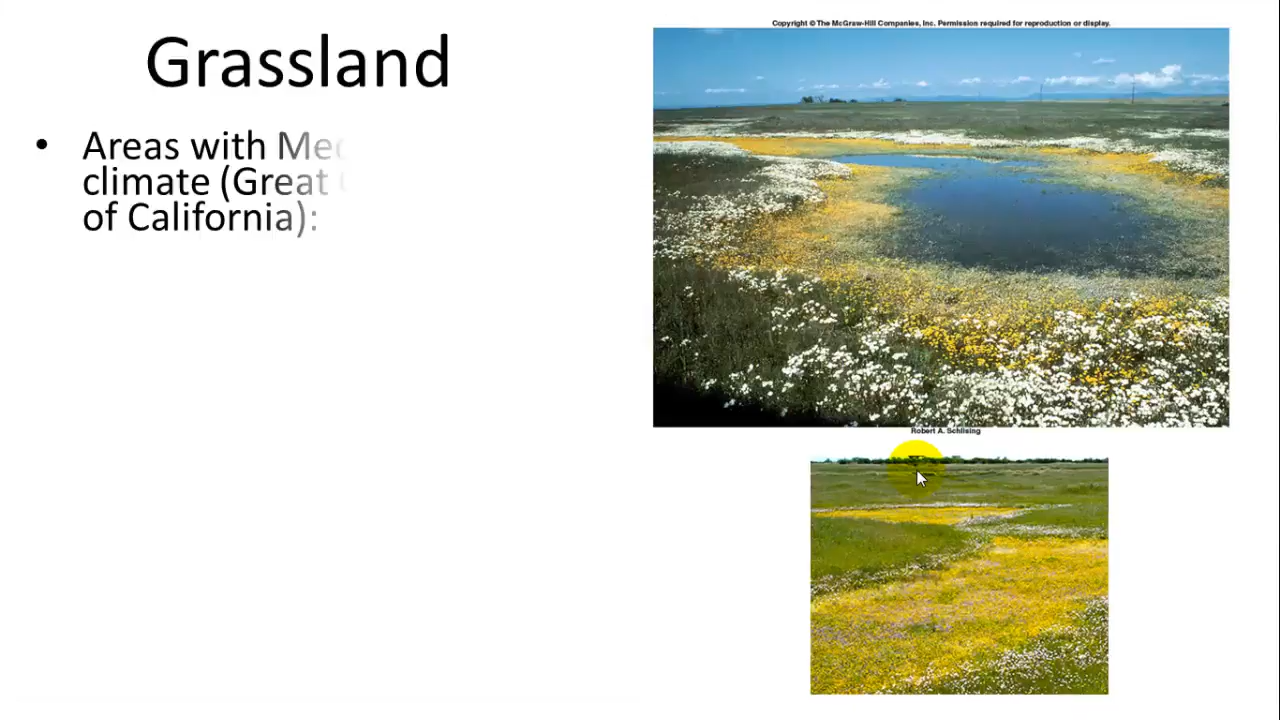 Copyright © The McGraw-Hill Companies, Inc. Permission required for reproduction or display.
Grassland
• Areas with
climate (Great
of California):
Robert A. Schlising